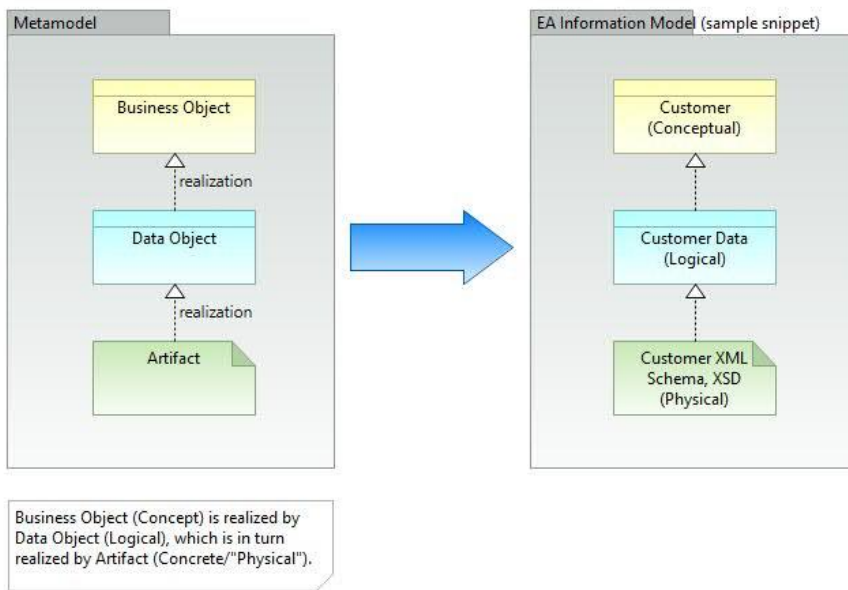 Metamodel
Business Object
realization
Data Object
realization
Artifact
EA Information Model (sample snippet)
Customer
(Conceptual)
Customer Data
(Logical)
Customer XML
Schema, XSD
(Physical)
Business Object (Concept) is realized by
Data Object (Logical), which is in turn
realized by Artifact (Concrete/"Physical").